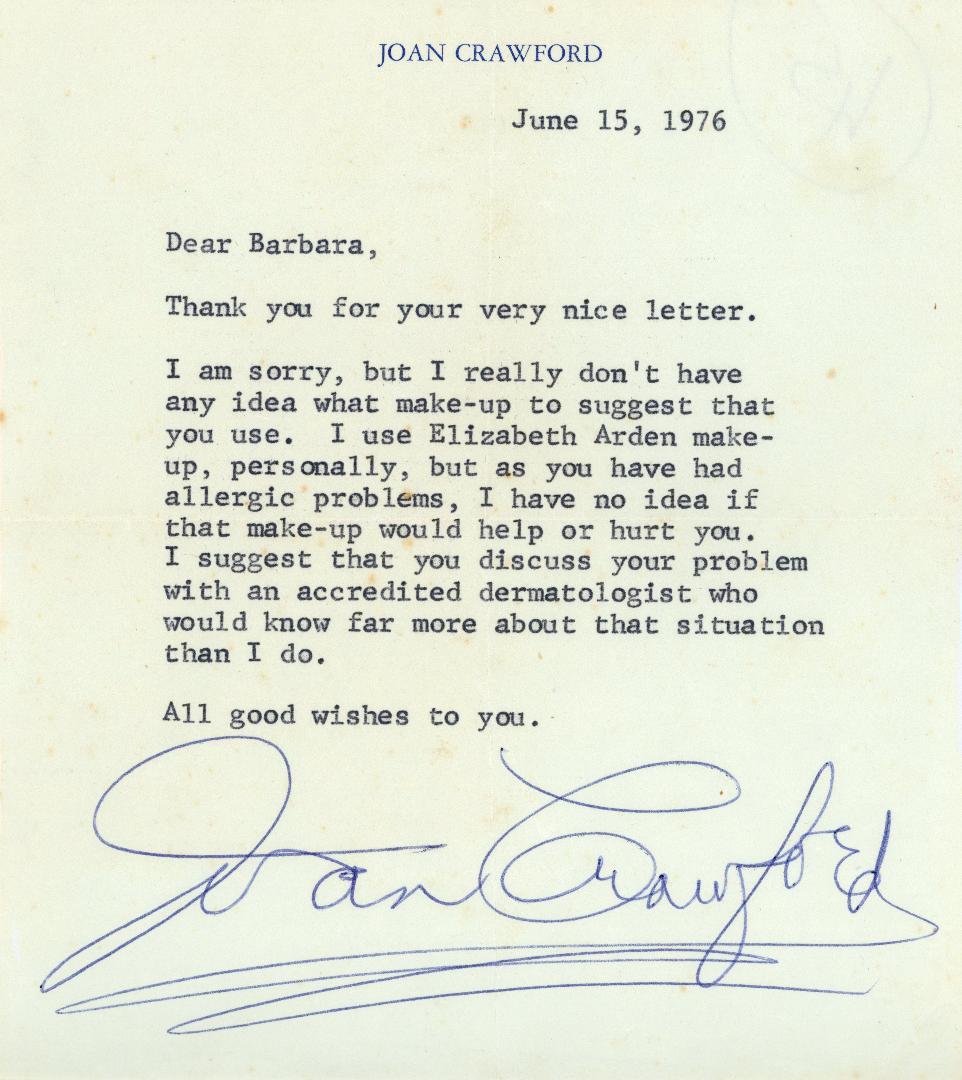 JOAN CRAWFORD
June 15, 1976
Dear Barbara,
Thank you for your very nice letter.
I am sorry, but I really don't have
any idea what make-up to suggest that
you use.  I use Elizabeth Arden make-
up, personally, but as you have had
allergic problems, I have no idea if
that make-up would help or hurt you.
I suggest that you discuss your problem
with an accredited dermatologist who
would know far more about that situation
than I do.
All good wishes to you.
Joan Crawford